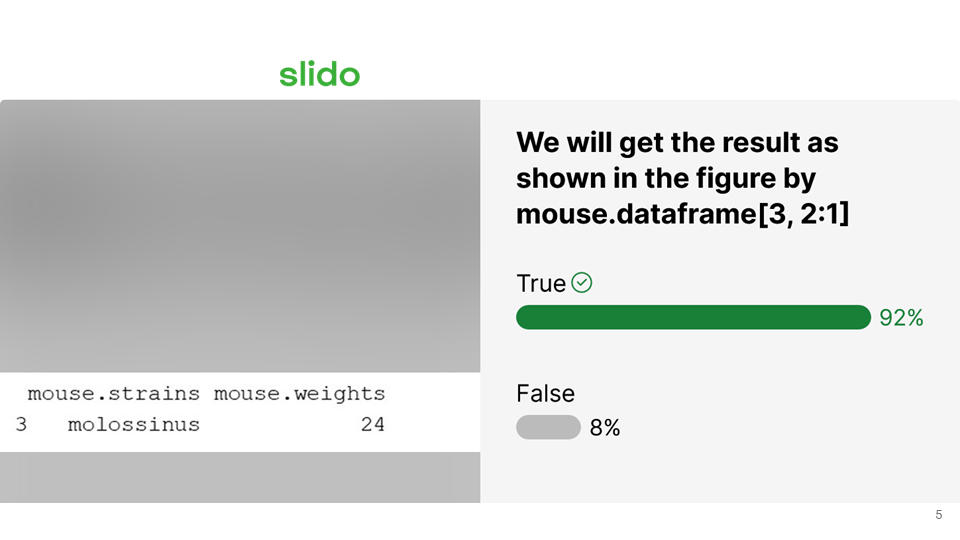 slido
We will get the result as
shown in the figure by
mouse.dataframe[3, 2:1]
True
92%
False
8%
mouse.strains mouse.weights
3 molossinus 24
5